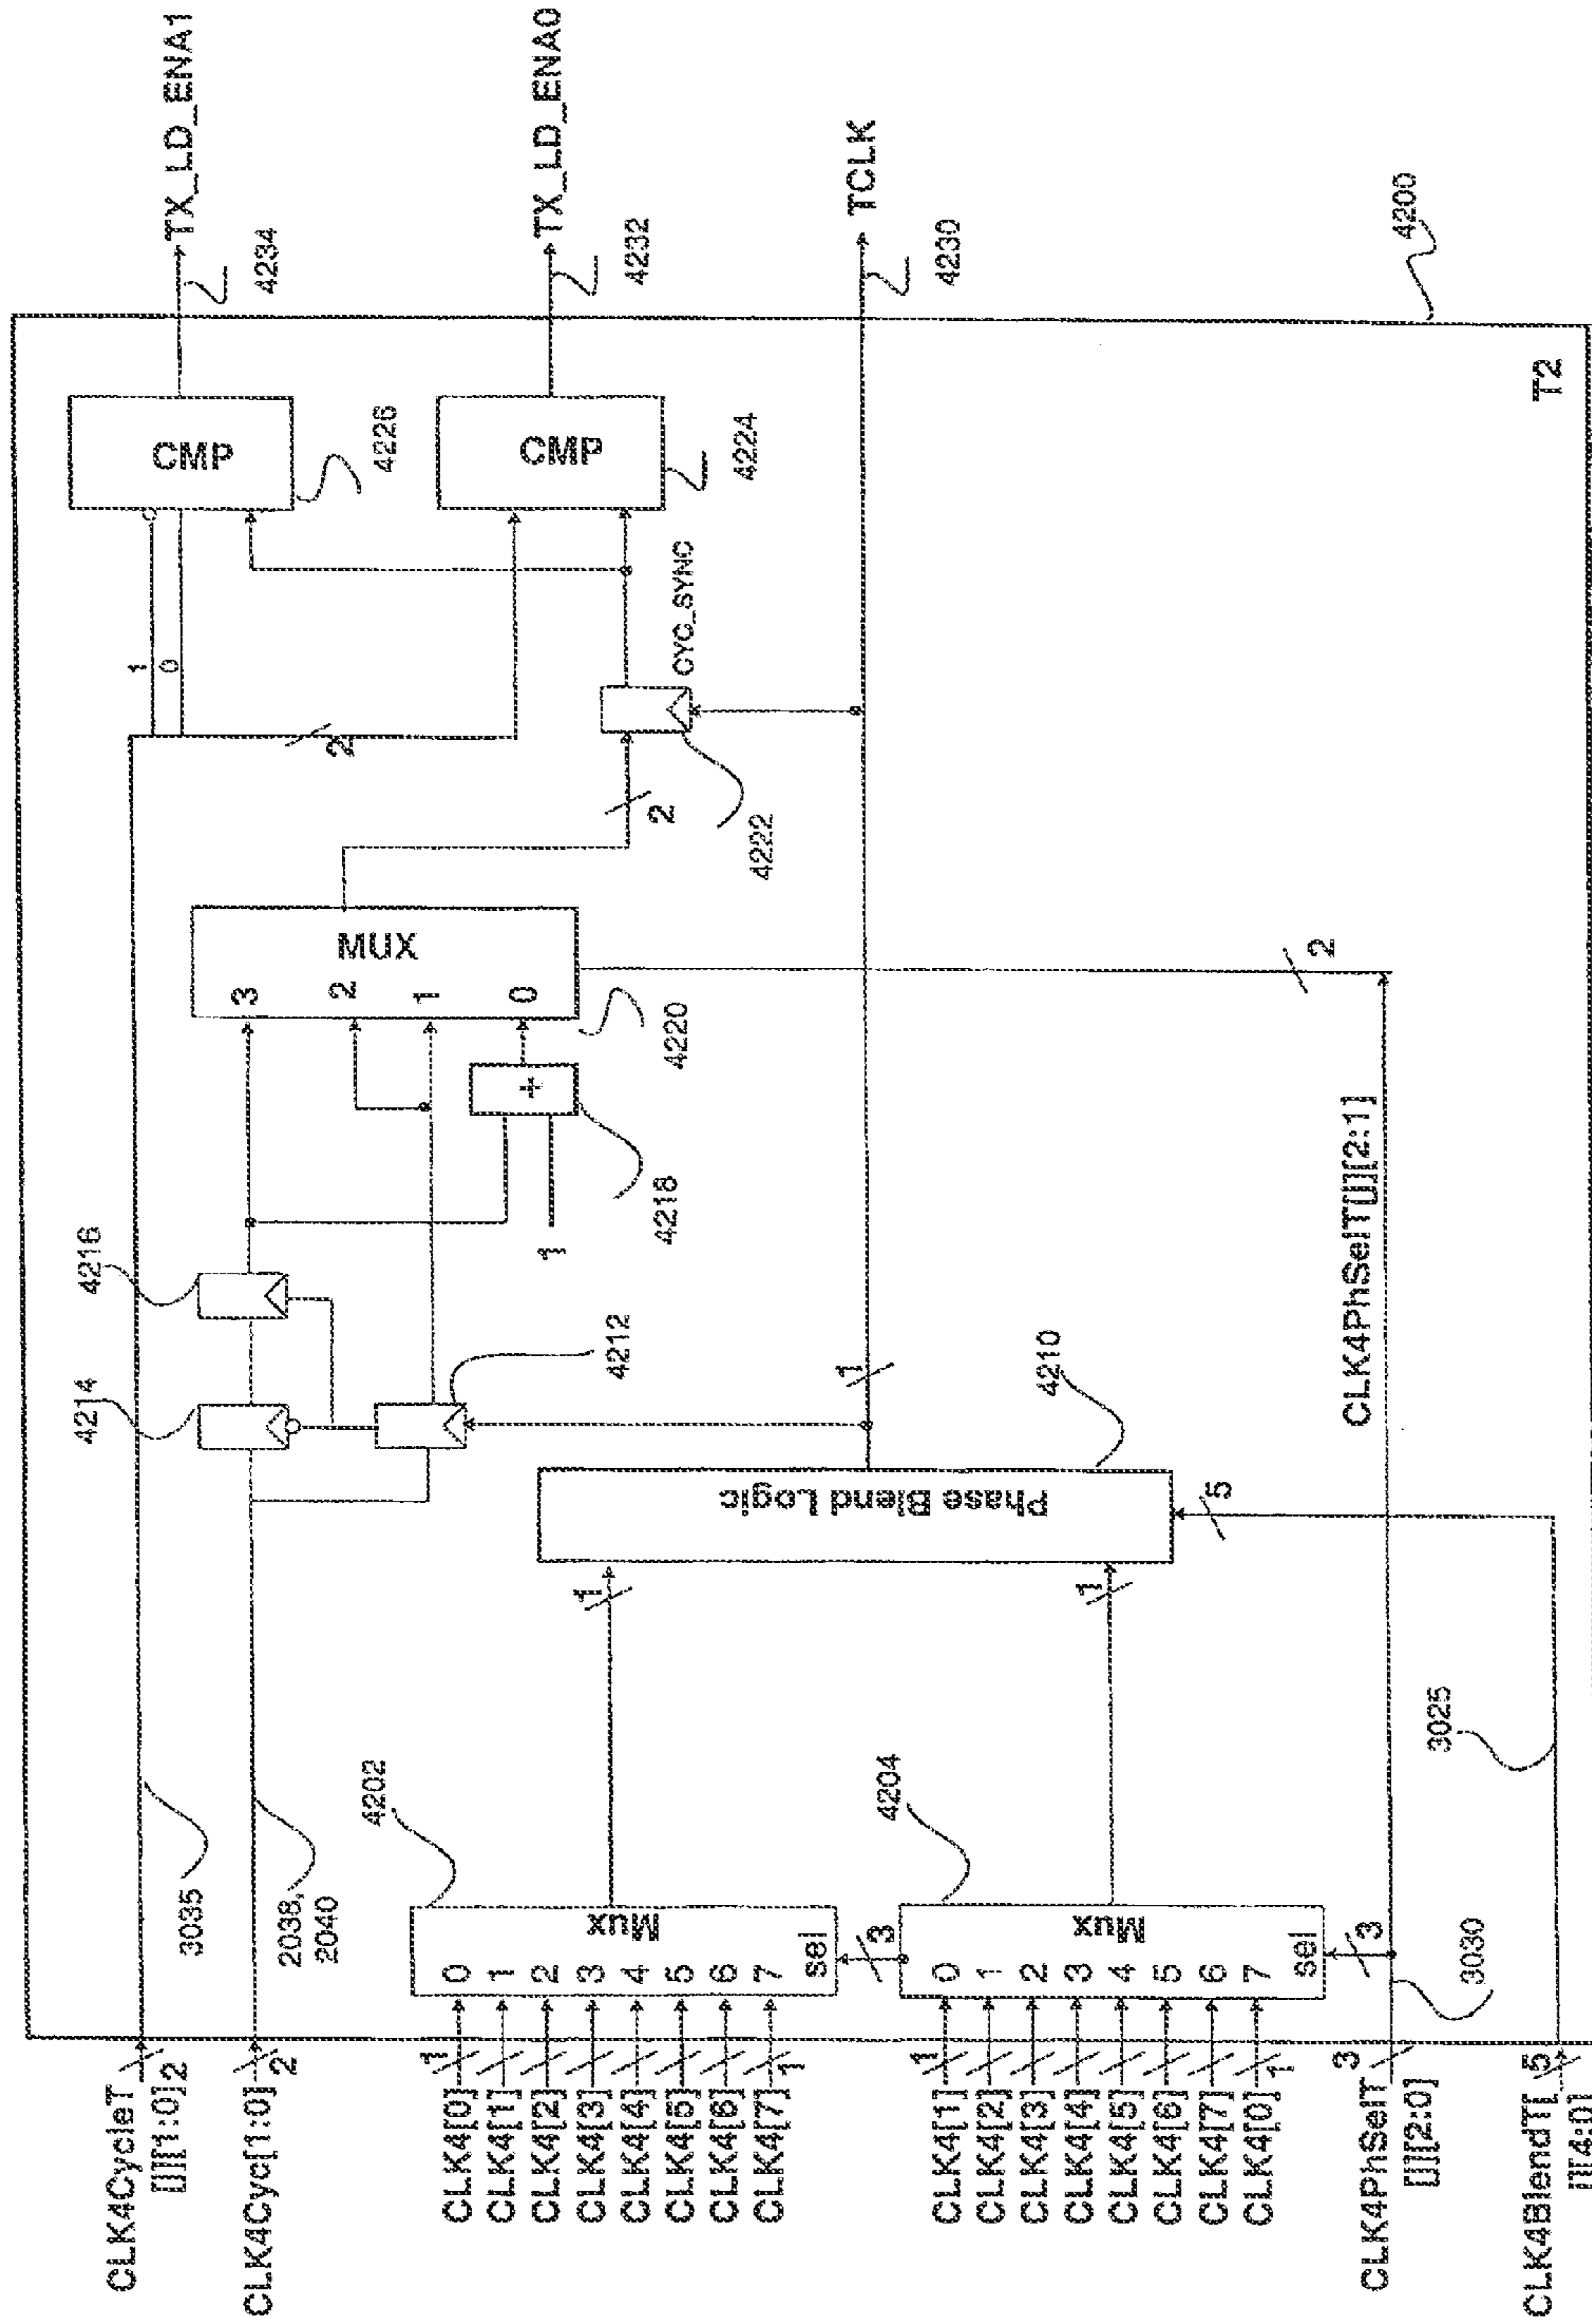 CLK4CycleT
[i][1:0]
2
3035
CLK4Cyc[1:0]
2
2038,
2040
4214
4216
4212
3
2
1
0
MUX
4220
+
4218
1
2
4222
CYC_SYNC
2
1
0
CMP
4226
TX_LD_ENA1
4234
CMP
4224
TX_LD_ENA0
4232
TCLK
4230
CLK4[0]
CLK4[1]
CLK4[2]
CLK4[3]
CLK4[4]
CLK4[5]
CLK4[6]
CLK4[7]
1
1
0
1
2
3
4
5
6
7
Mux
sel
4202
3
1
CLK4[1]
CLK4[2]
CLK4[3]
CLK4[4]
CLK4[5]
CLK4[6]
CLK4[7]
CLK4[0]
1
1
0
1
2
3
4
5
6
7
Mux
sel
4204
3
1
Phase Blend Logic
4210
1
5
CLK4PhSelT
[i][2:0]
3
3030
CLK4PhSelT[i][2:1]
2
CLK4BlendT[
i][4:0]
5
3025
T2
4200